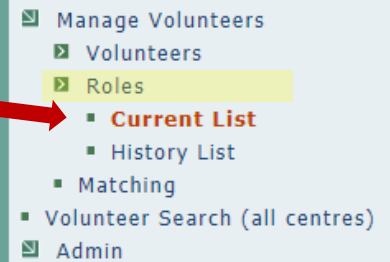 Manage Volunteers
Volunteers
Roles
Current List
History List
Matching
Volunteer Search (all centres)
Admin